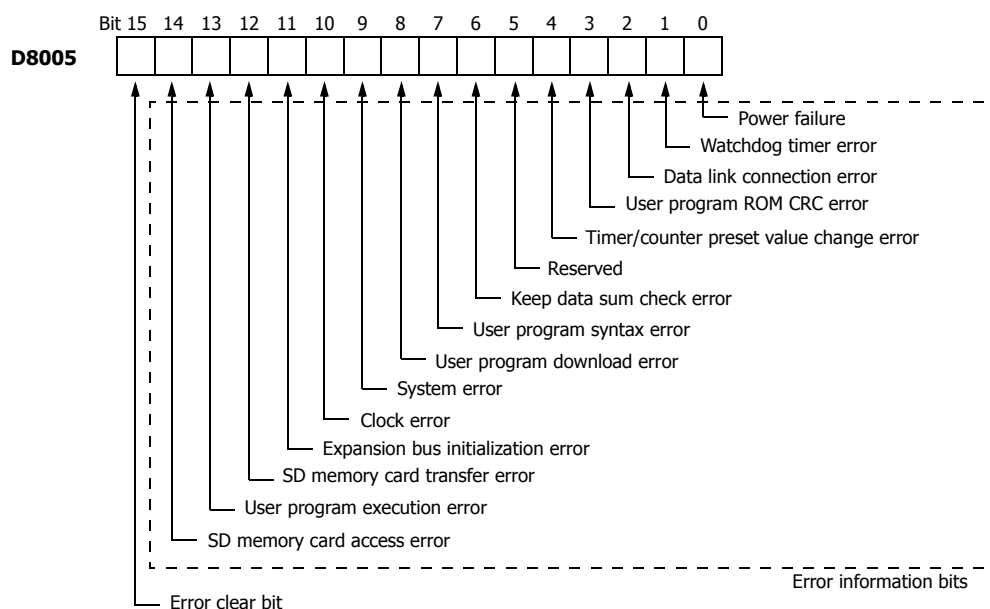 Bit 15 14 13 12 11 10 9 8 7 6 5 4 3 2 1 0
D8005
Power failure
Watchdog timer error
Data link connection error
User program ROM CRC error
Timer/counter preset value change error
Reserved
Keep data sum check error
User program syntax error
User program download error
System error
Clock error
Expansion bus initialization error
SD memory card transfer error
User program execution error
SD memory card access error
Error information bits
Error clear bit